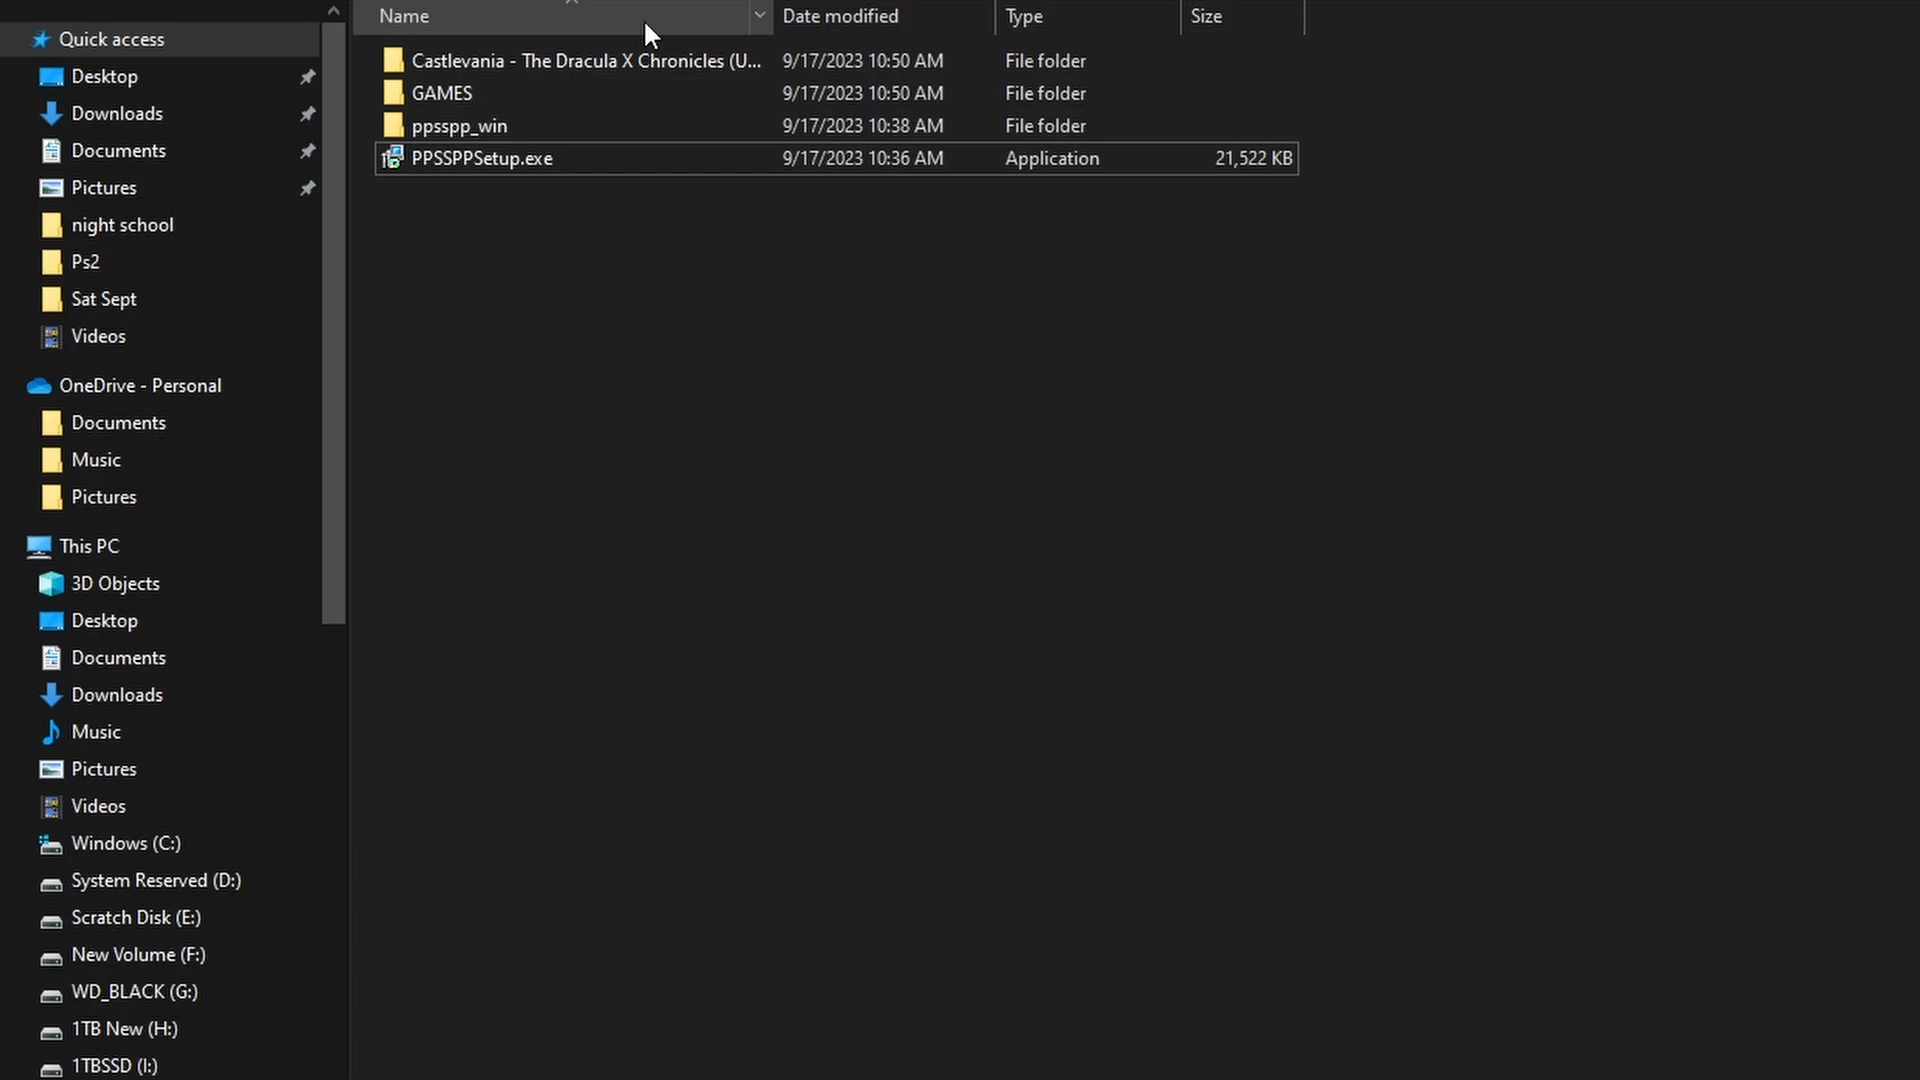 Quick access
Desktop
Downloads
Documents
Pictures
night school
Ps2
Sat Sept
Videos
OneDrive - Personal
Documents
Music
Pictures
This PC
3D Objects
Desktop
Documents
Downloads
Music
Pictures
Videos
Windows (C:)
System Reserved (D:)
Scratch Disk (E:)
New Volume (F:)
WD_BLACK (G:)
1TB New (H:)
1TBSSD (I:)
Name Date modified Type Size
Castlevania - The Dracula X Chronicles (U... 9/17/2023 10:50 AM File folder
GAMES 9/17/2023 10:50 AM File folder
ppsspp_win 9/17/2023 10:38 AM File folder
PPSSPPSetup.exe 9/17/2023 10:36 AM Application 21,522 KB